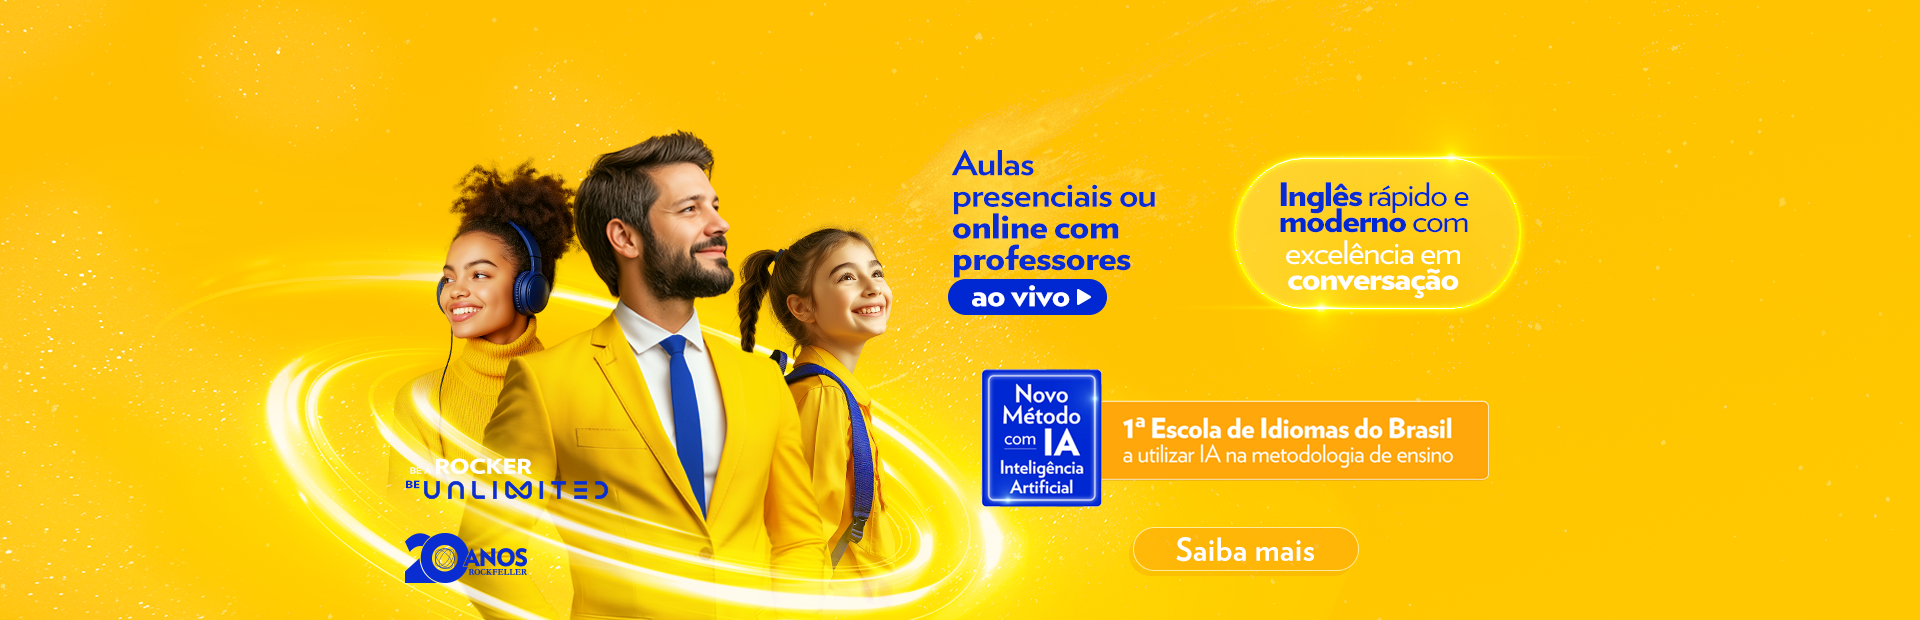 Aulas
presenciais ou
online com
professores
ao vivo
Inglês rápido e
moderno com
excelência em
conversação
Novo
Método
com IA
Inteligência
Artificial
1ª Escola de Idiomas do Brasil
a utilizar IA na metodologia de ensino
Saiba mais
BE A ROCKER
BE UNLIMITED
20 ANOS
ROCKFELLER